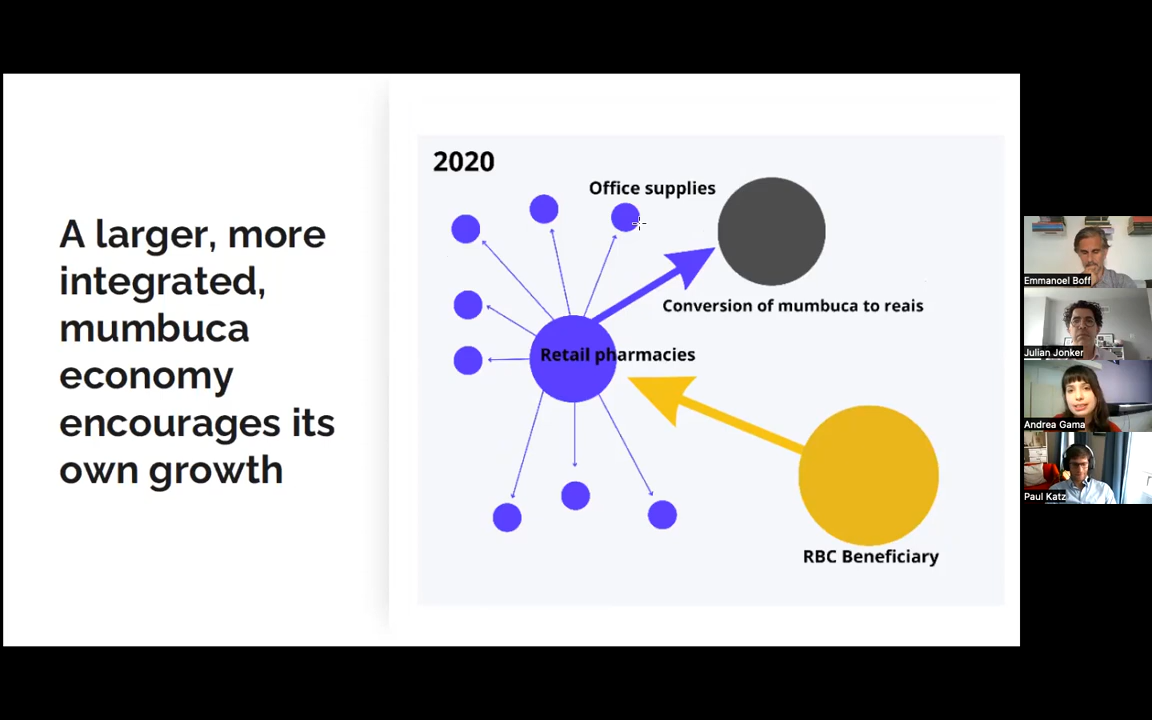 A larger, more
integrated,
mumbuca
economy
encourages its
own growth
2020
Office supplies
Conversion of mumbuca to reais
Retail pharmacies
RBC Beneficiary
Emmanoel Boff
Julian Jonker
Andrea Gama
Paul Katz